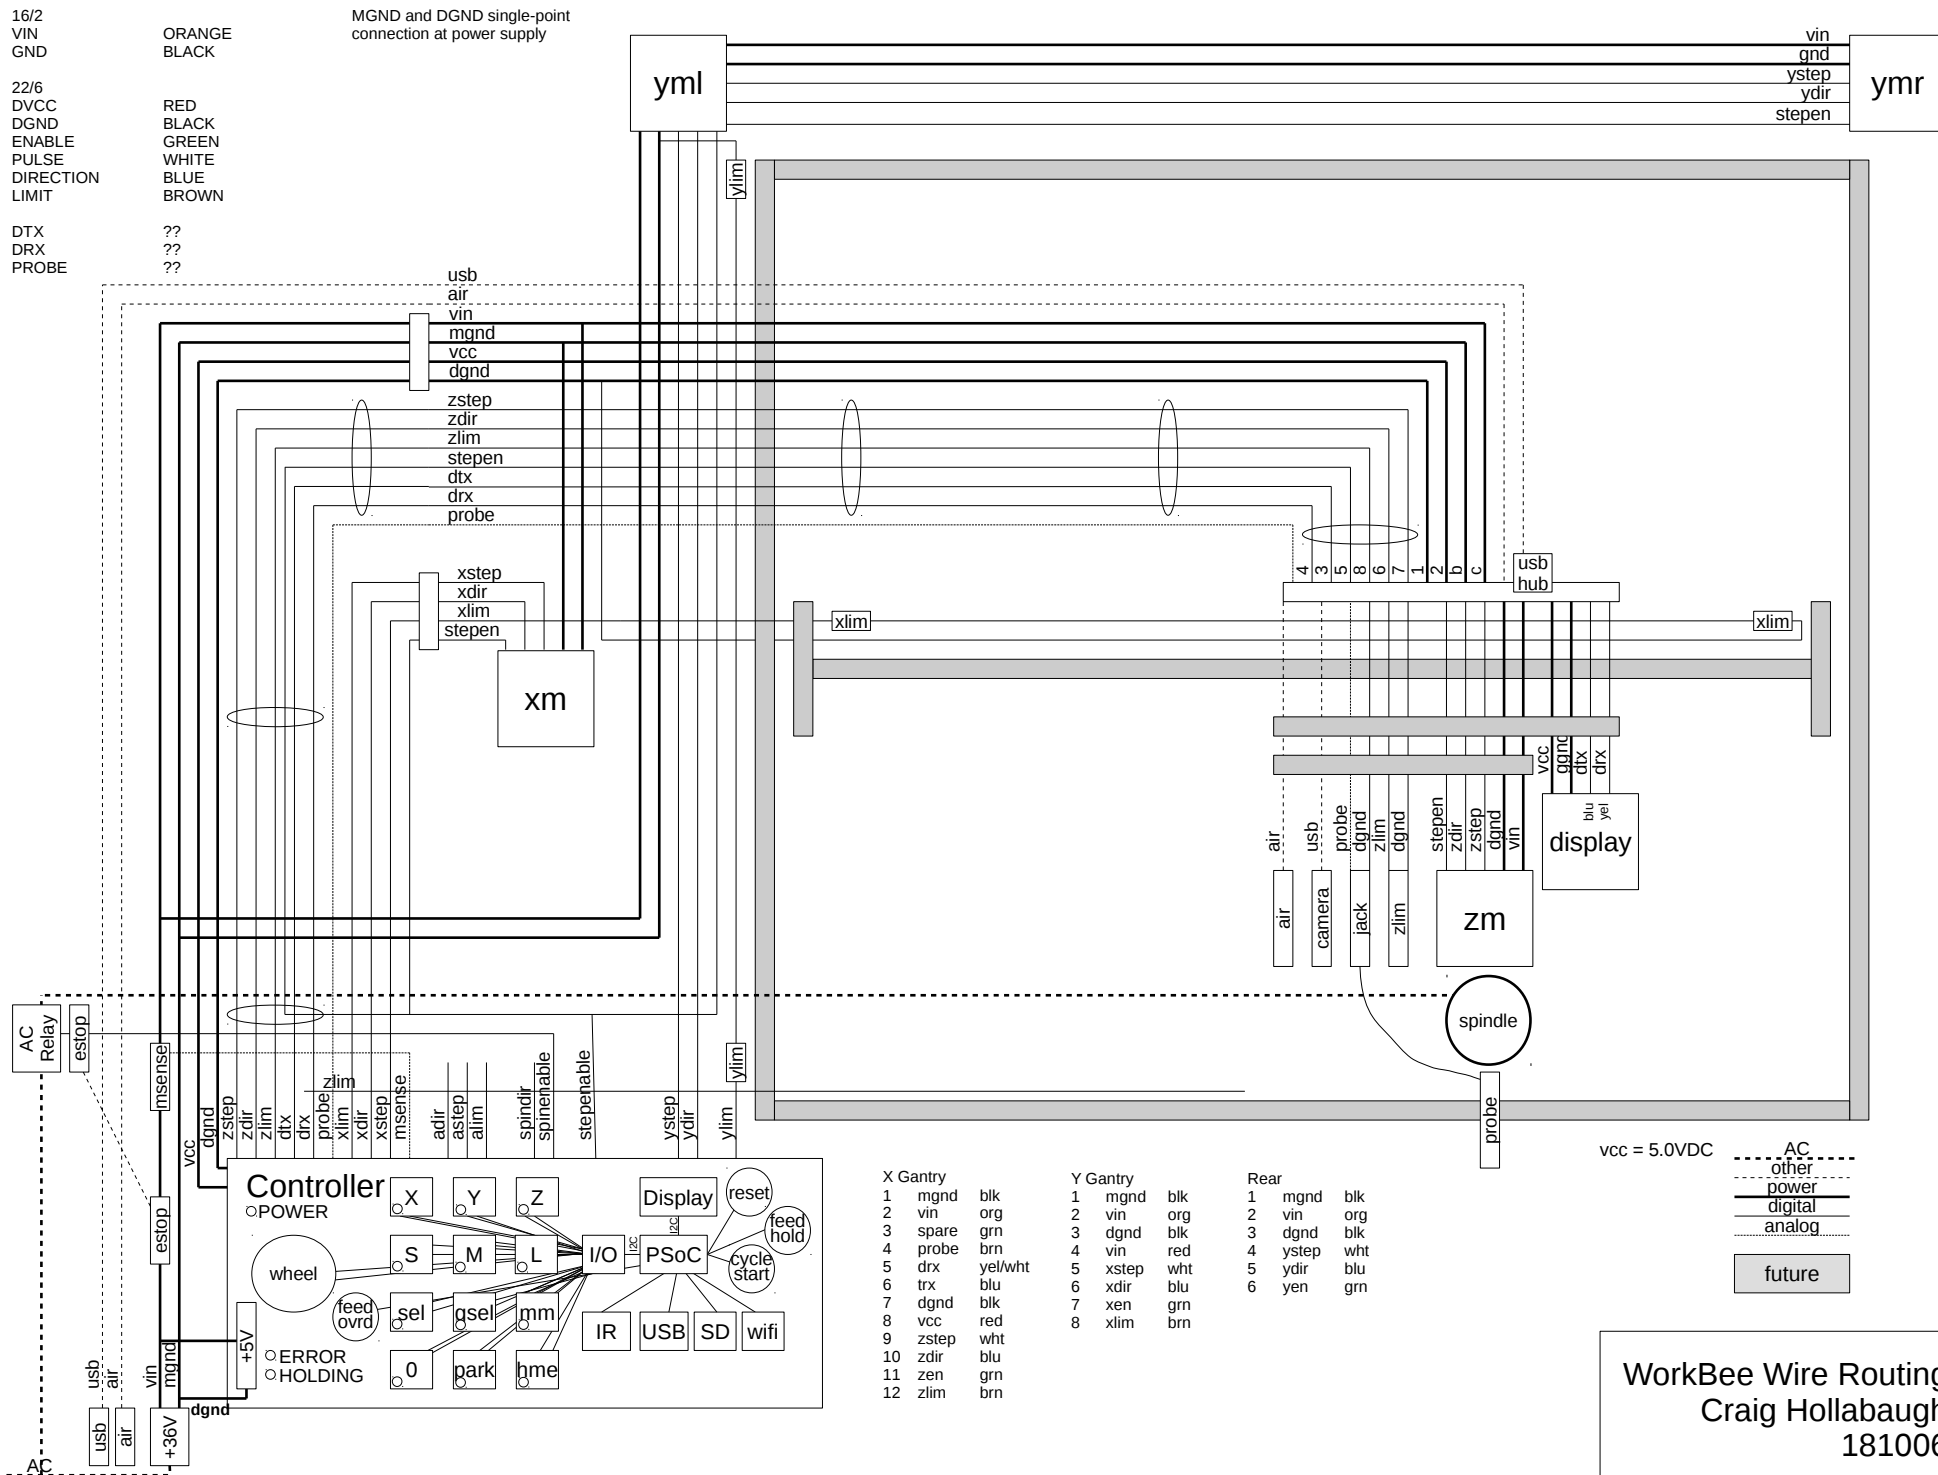 16/2
VIN ORANGE
GND BLACK
22/6
DVCC RED
DGND BLACK
ENABLE GREEN
PULSE WHITE
DIRECTION BLUE
LIMIT BROWN
DTX ??
DRX ??
PROBE ??
MGND and DGND single-point
connection at power supply
yml
vin
gnd
ystep
ydir
stepen
ymr
ylim
usb
air
vin
mgnd
vcc
dgnd
zstep
zdir
zlim
stepen
dtx
drx
probe
xstep
xdir
xlim
stepen
xm
xlim
xlim
4 3 5 8 6 7 1 2 b c
usb
hub
vcc
ggnd
dtx
drx
air
usb
probe
dgnd
zlim
dgnd
stepen
zdir
zstep
dgnd
vin
blu
yel
display
air
camera
jack
zlim
zm
spindle
probe
AC
Relay
estop
msense
estop
vcc
dgnd
zstep
zdir
zlim
dtx
drx
probe
zlim
xlim
xdir
xstep
msense
adir
astep
alim
spindir
spinenable
stepenable
ystep
ydir
ylim
ylim
Controller
POWER
X Y Z
Display
reset
feed
hold
cycle
start
I2C
I2C
wheel
S M L
I/O
PSoC
feed
ovrd
sel
qsel
mm
IR USB SD wifi
+5V
ERROR
HOLDING
0
park
hme
usb
air
vin
mgnd
dgnd
usb
air
+36V
AC
X Gantry
1 mgnd blk
2 vin org
3 spare grn
4 probe brn
5 drx yel/wht
6 trx blu
7 dgnd blk
8 vcc red
9 zstep wht
10 zdir blu
11 zen grn
12 zlim brn
Y Gantry
1 mgnd blk
2 vin org
3 dgnd blk
4 vin red
5 xstep wht
6 xdir blu
7 xen grn
8 xlim brn
Rear
1 mgnd blk
2 vin org
3 dgnd blk
4 ystep wht
5 ydir blu
6 yen grn
vcc = 5.0VDC
AC
other
power
digital
analog
future
WorkBee Wire Routing
Craig Hollabaugh
181006